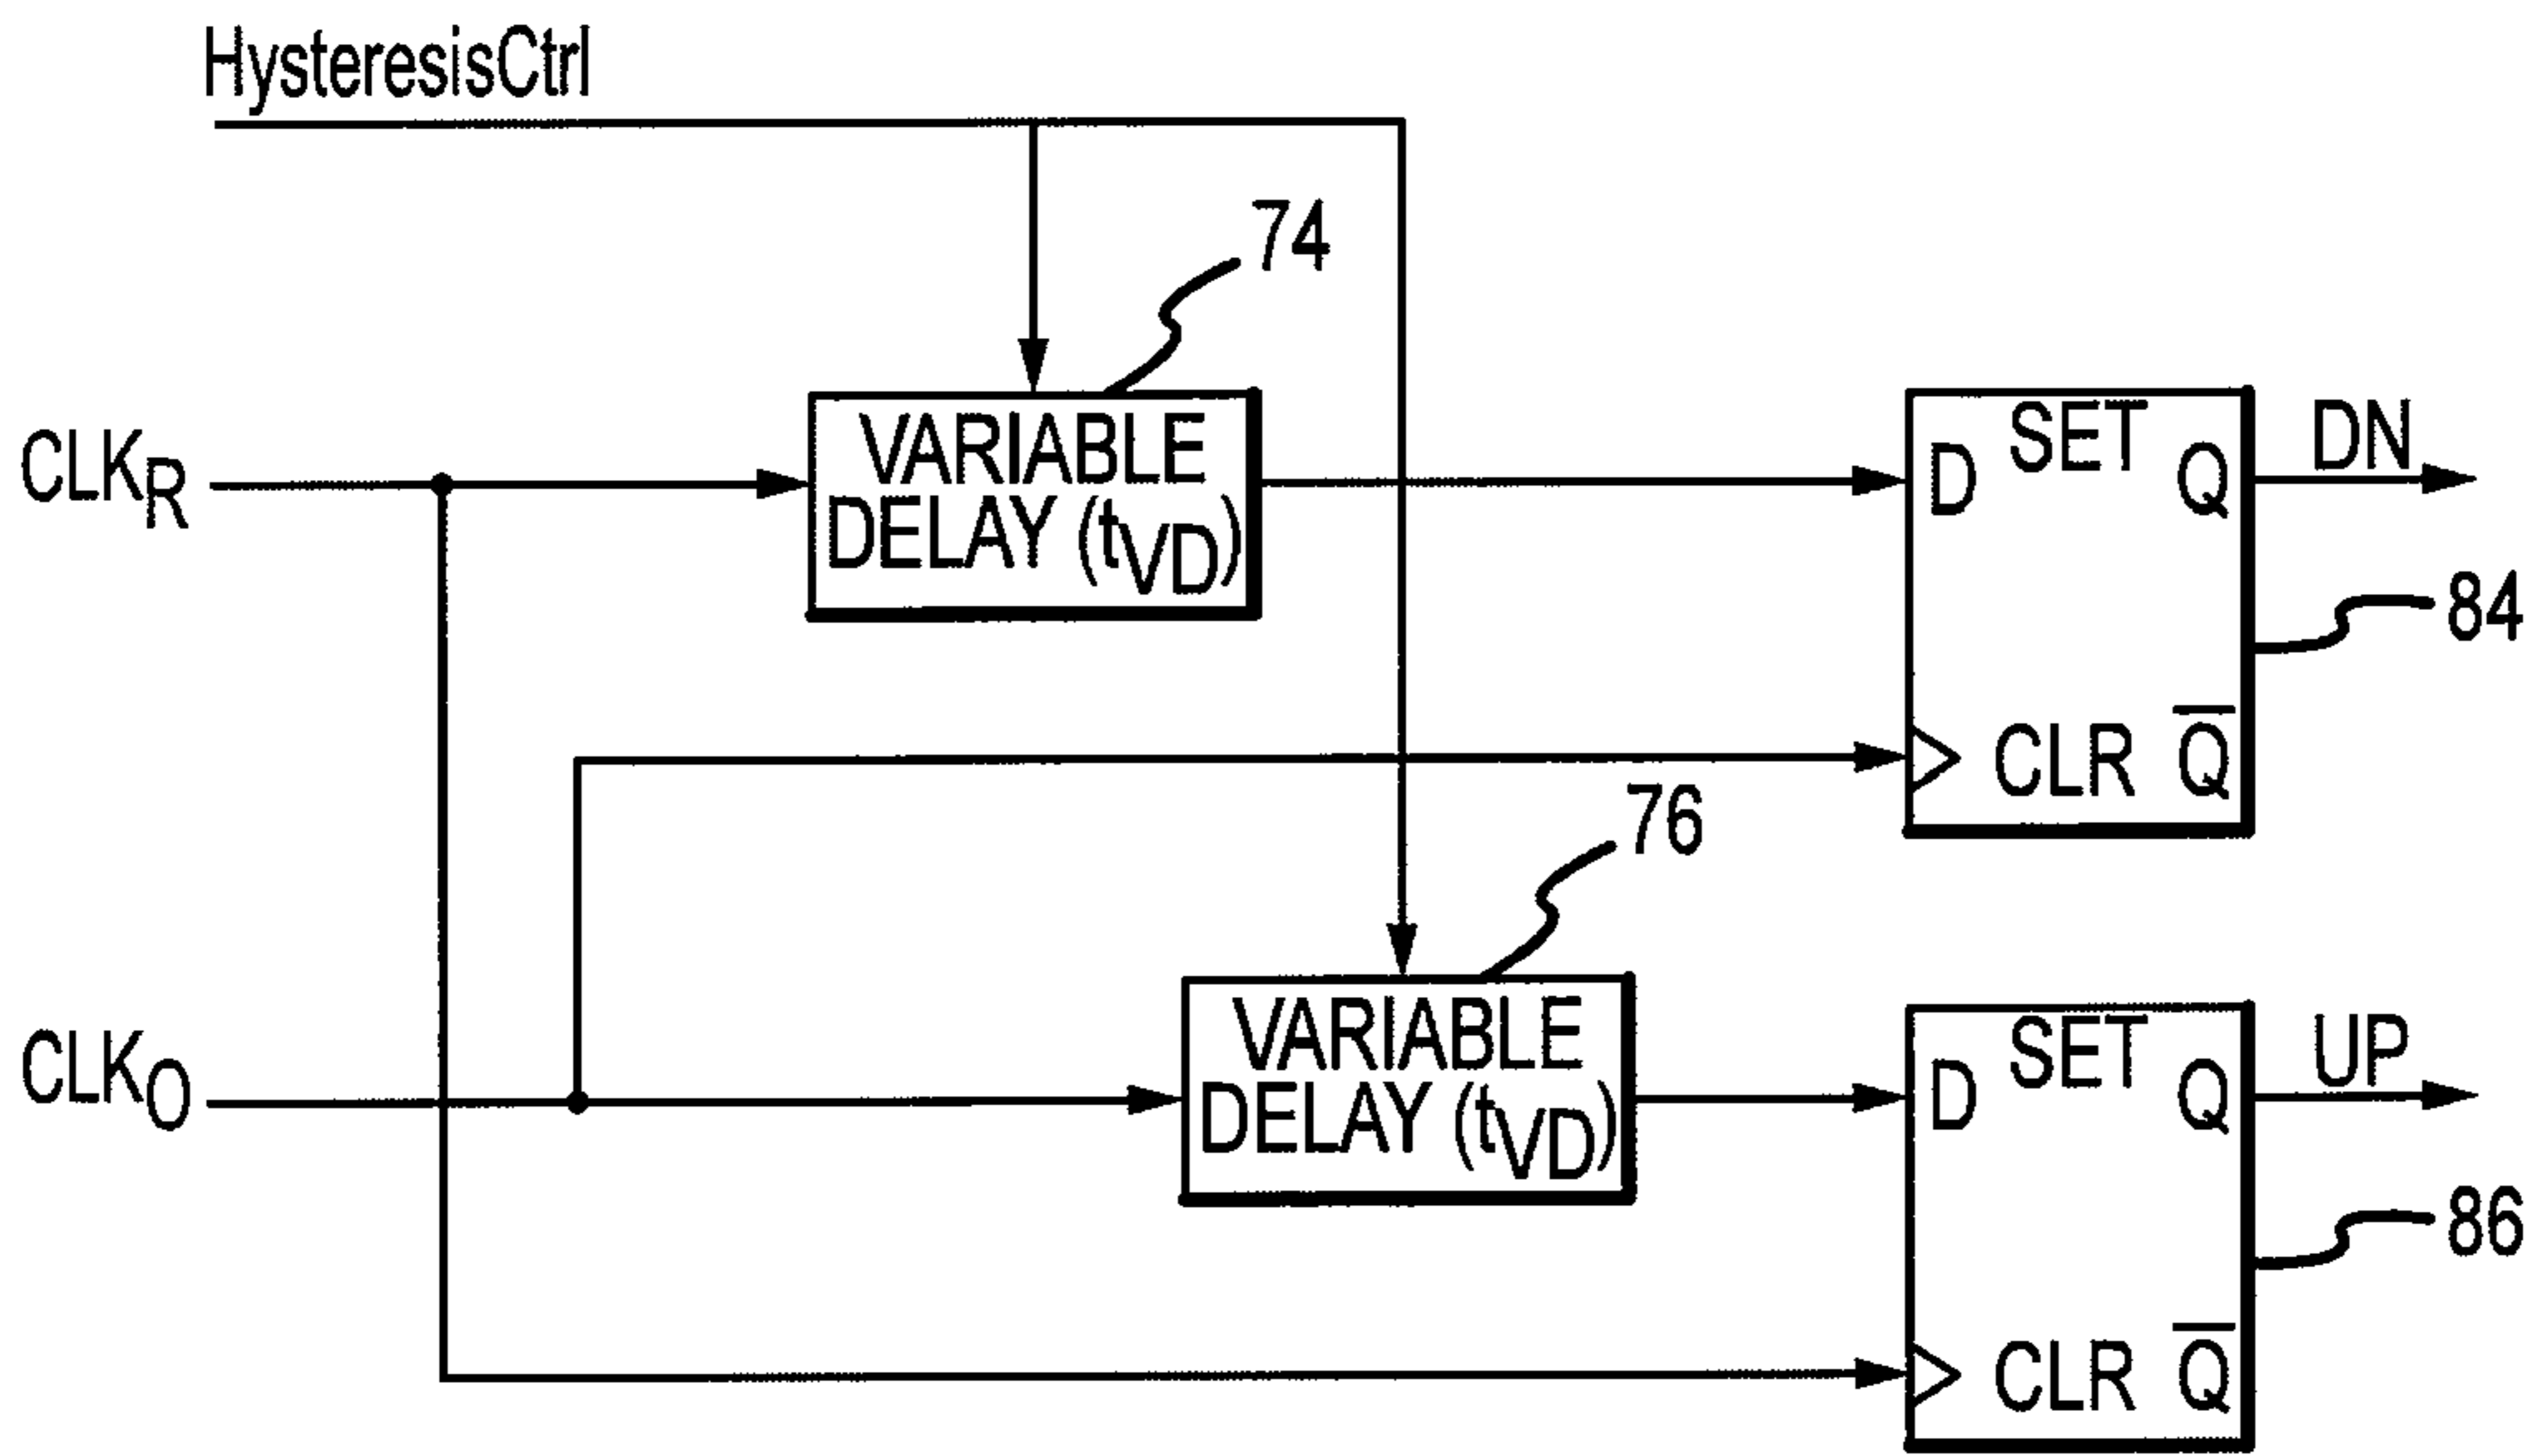 HysteresisCtrl
74
CLKR
VARIABLE
DELAY (tVD)
D SET Q
DN
84
CLR Q̅
76
CLKO
VARIABLE
DELAY (tVD)
D SET Q
UP
86
CLR Q̅